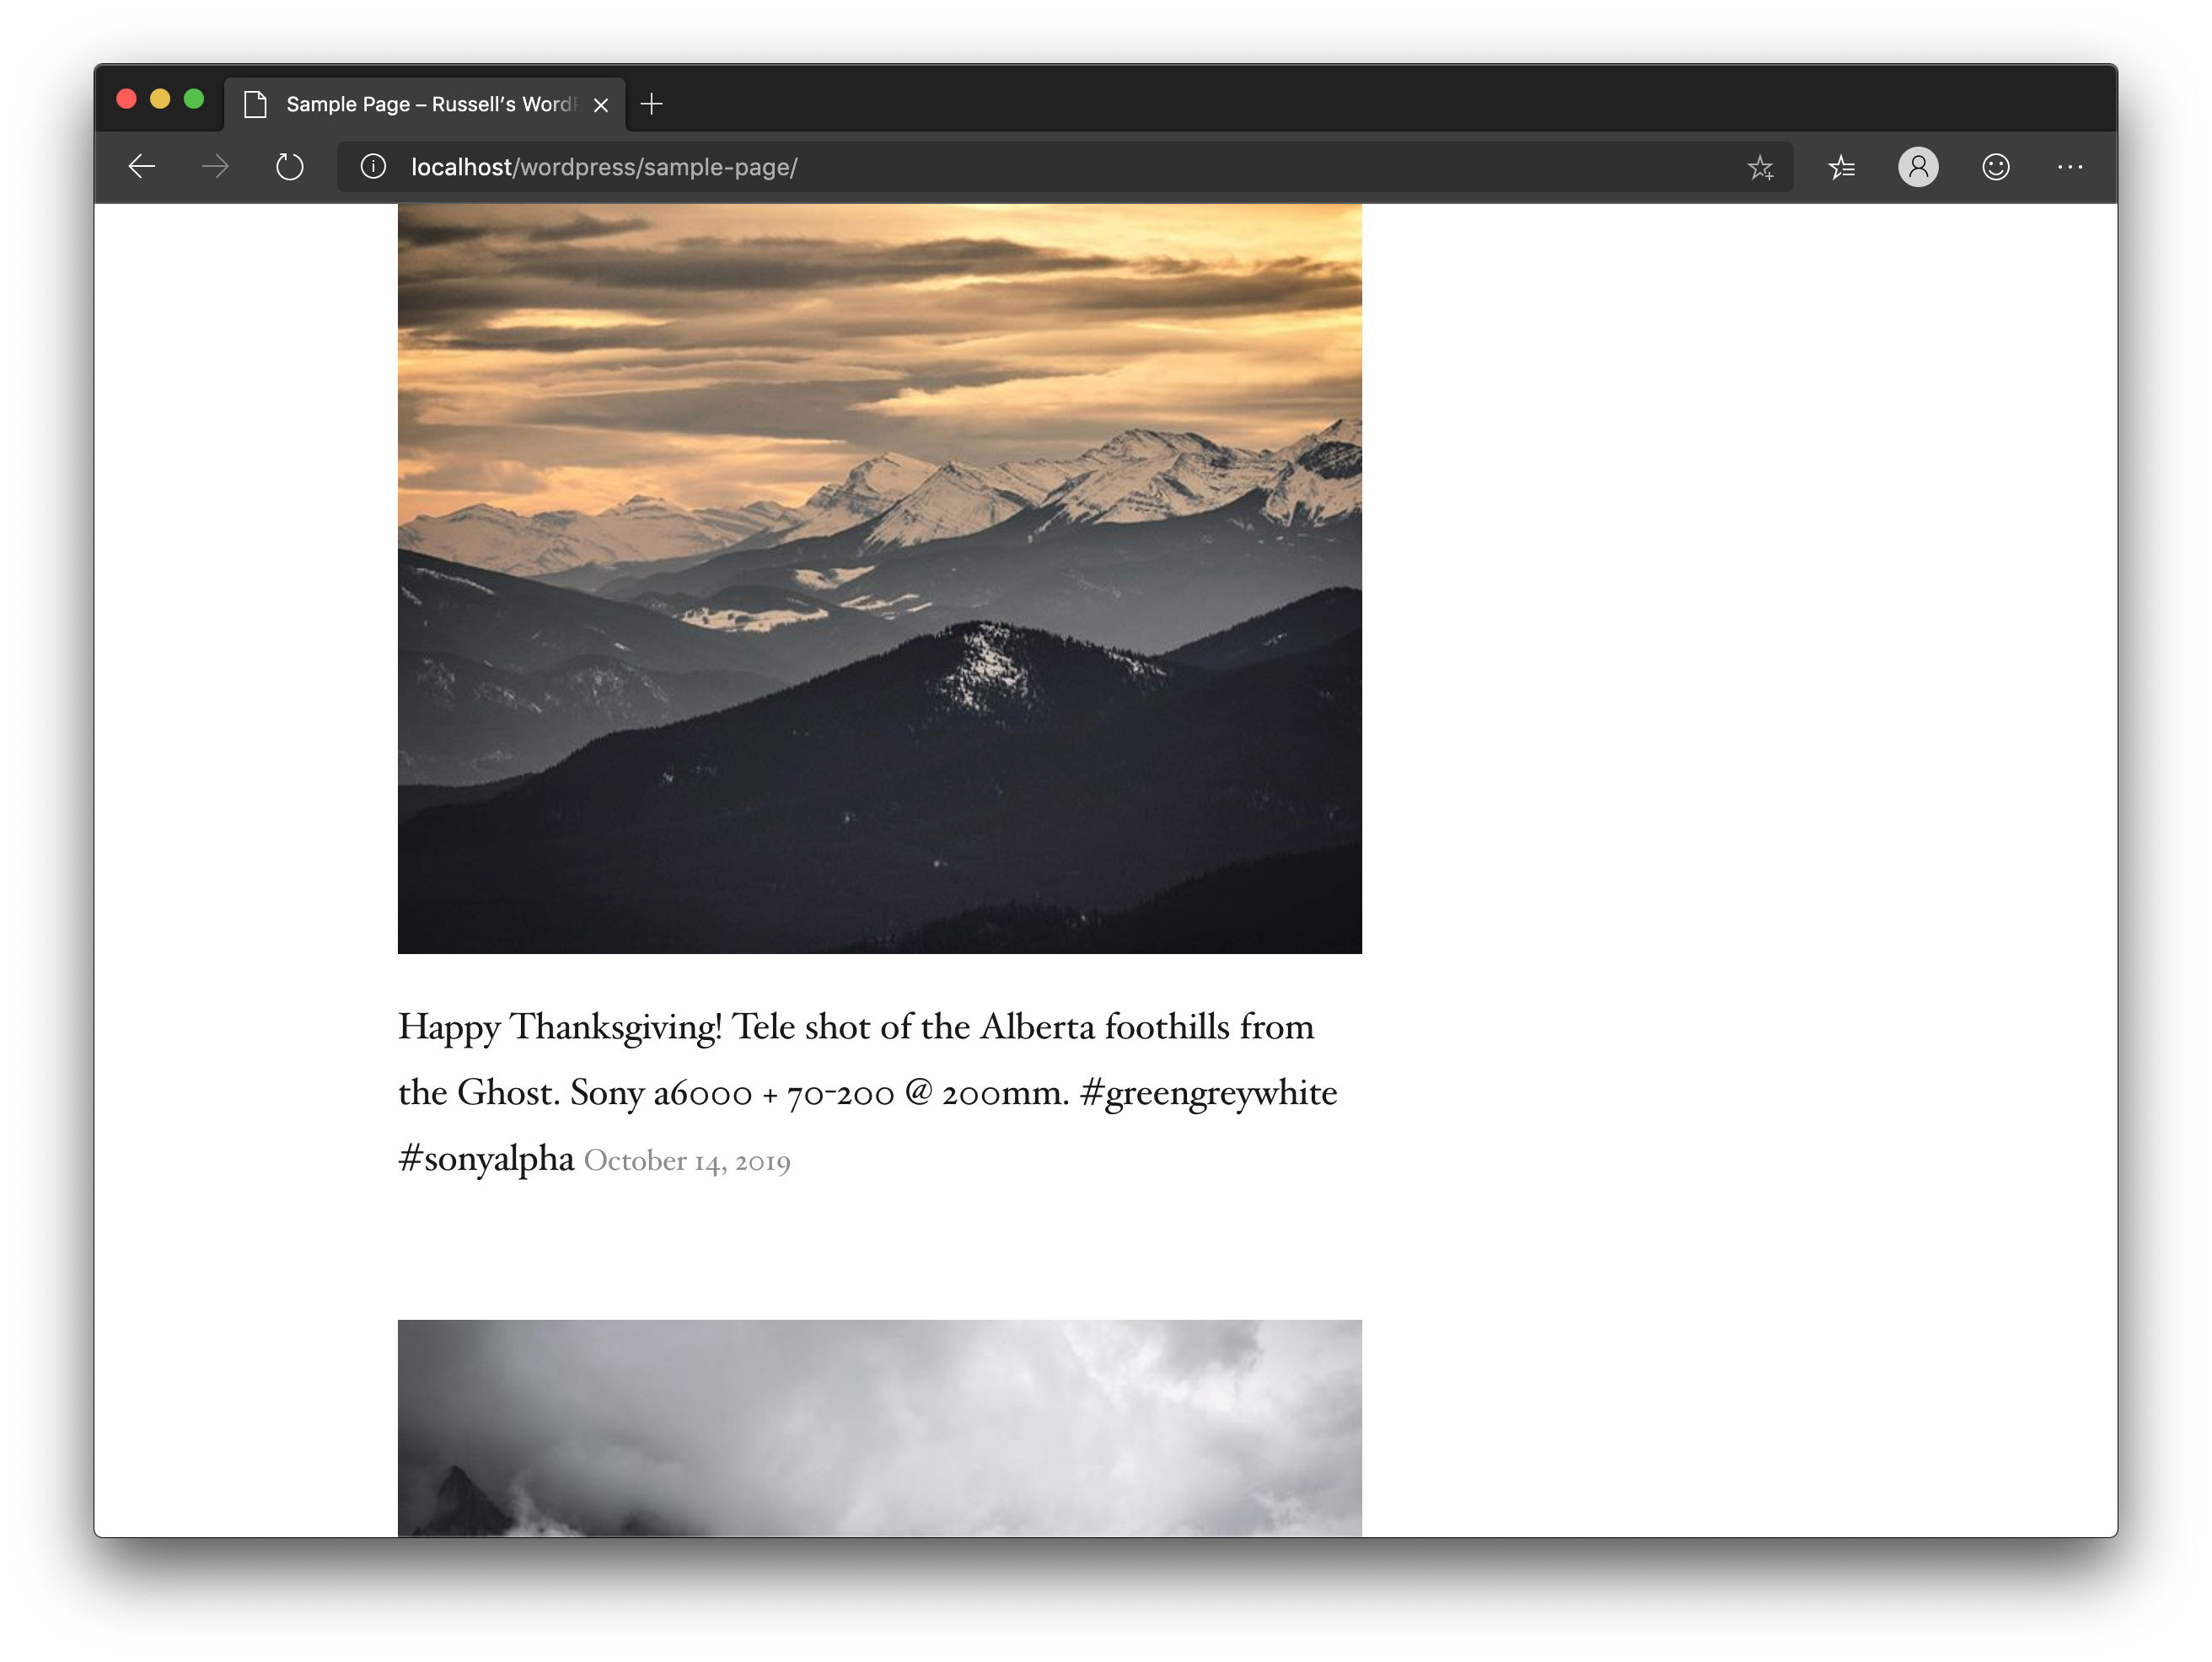 Sample Page – Russell's Word
localhost/wordpress/sample-page/
Happy Thanksgiving! Tele shot of the Alberta foothills from
the Ghost. Sony a6000 + 70-200 @ 200mm. #greengreywhite
#sonyalpha October 14, 2019